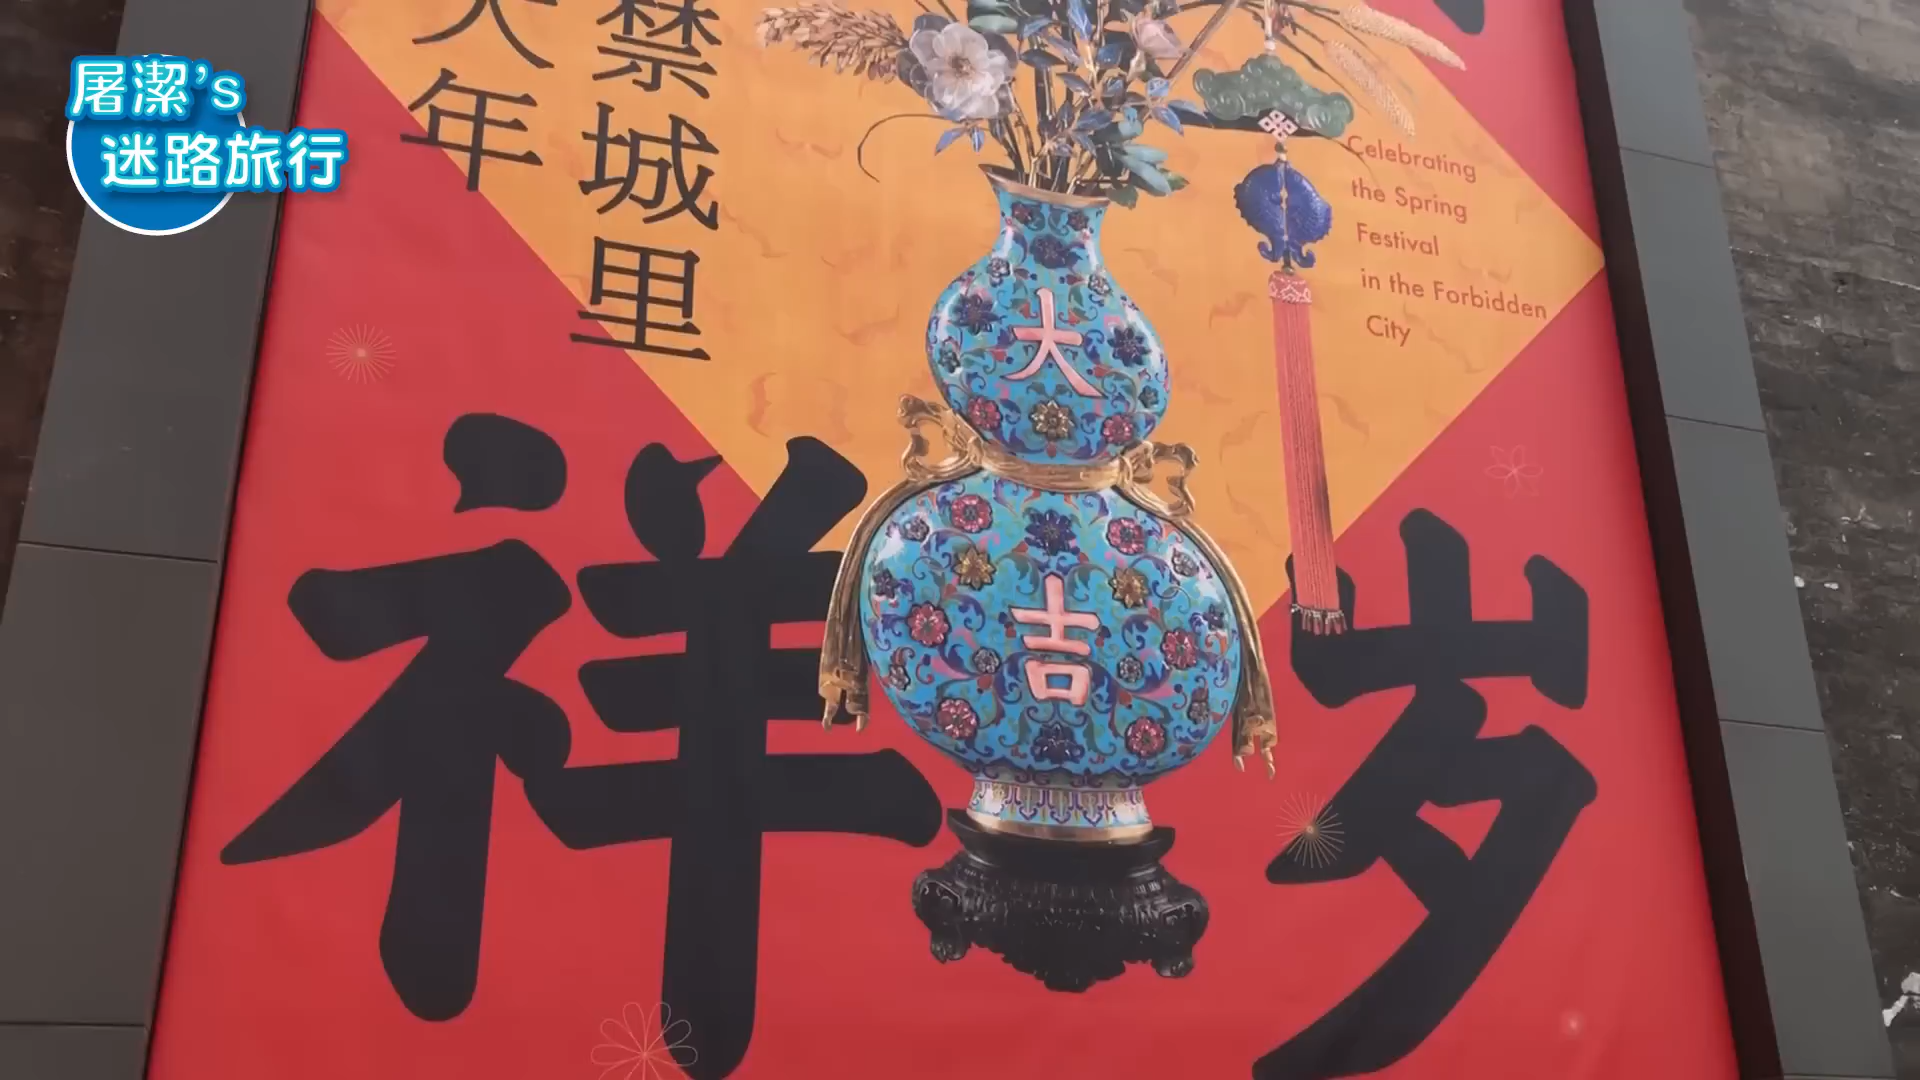 屠潔's
迷路旅行
禁城里
大年
Celebrating
the Spring
Festival
in the Forbidden
City
大
吉
祥
岁